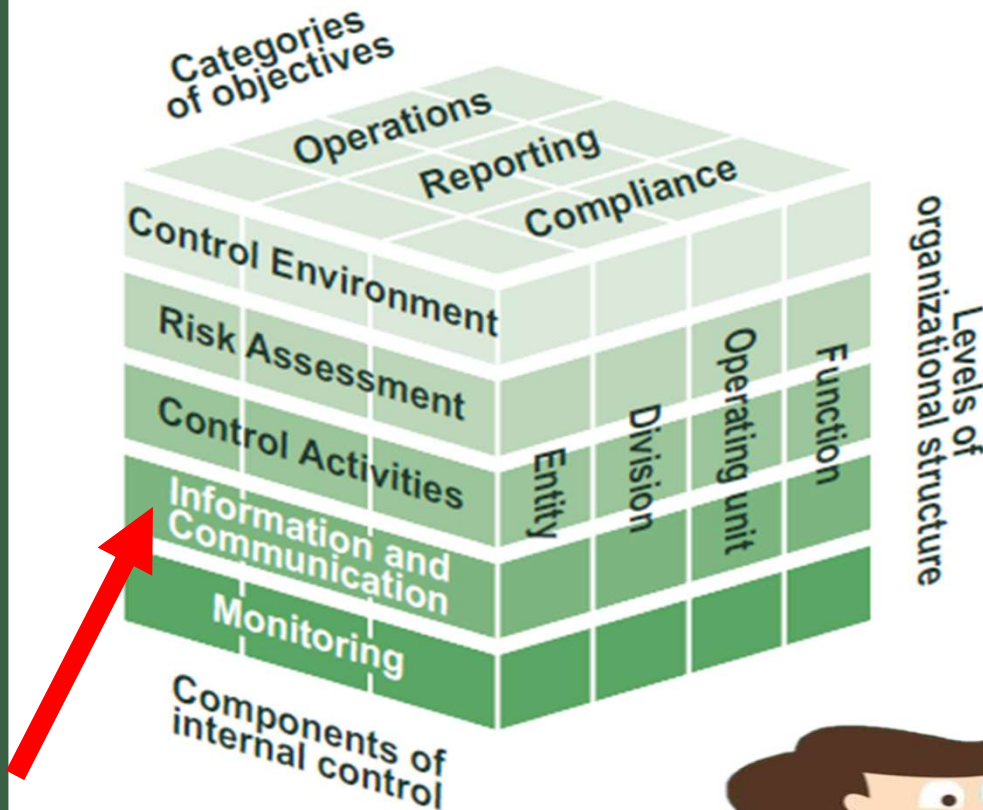 Categories
of objectives
Operations
Reporting
Compliance
Control Environment
Risk Assessment
Control Activities
Information and
Communication
Monitoring
Components of
internal control
Entity
Division
Operating unit
Function
Levels of
organizational structure